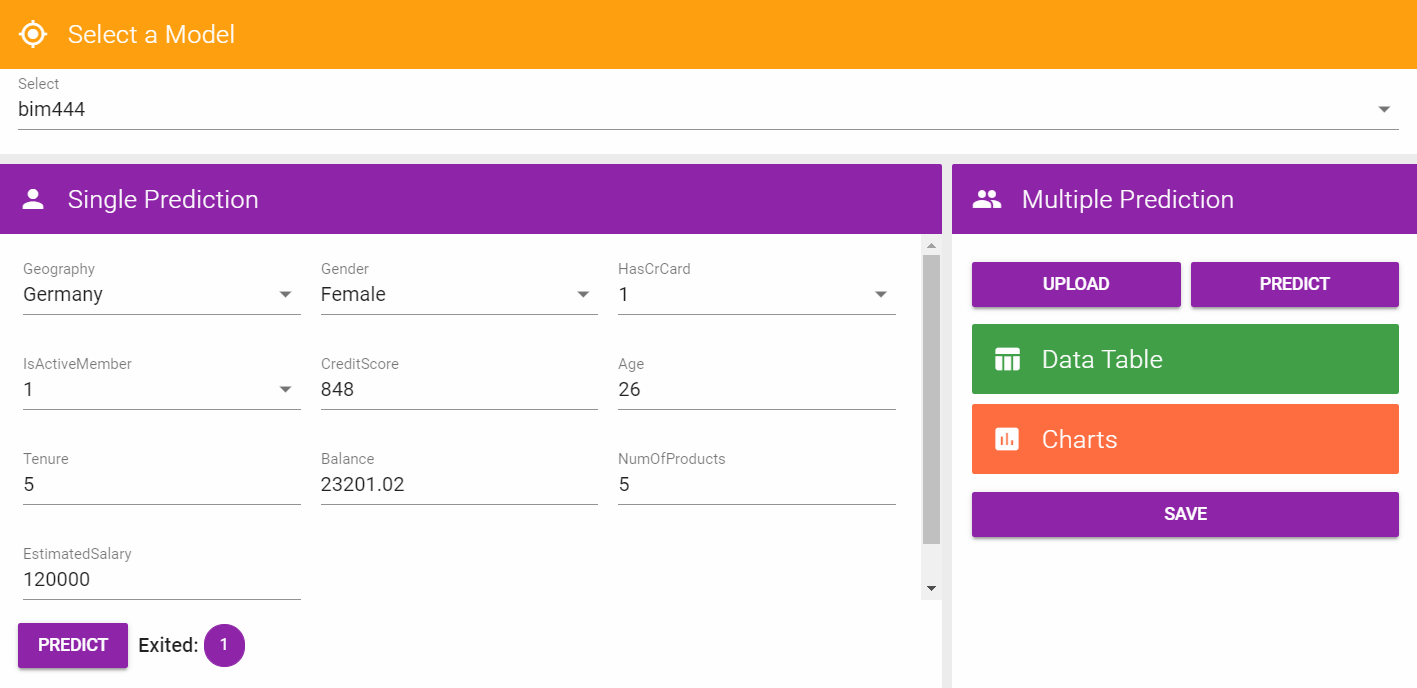 Select a Model
Select
bim444
Single Prediction
Geography
Germany
Gender
Female
HasCrCard
1
IsActiveMember
1
CreditScore
848
Age
26
Tenure
5
Balance
23201.02
NumOfProducts
5
EstimatedSalary
120000
PREDICT
Exited:
1
Multiple Prediction
UPLOAD
PREDICT
Data Table
Charts
SAVE